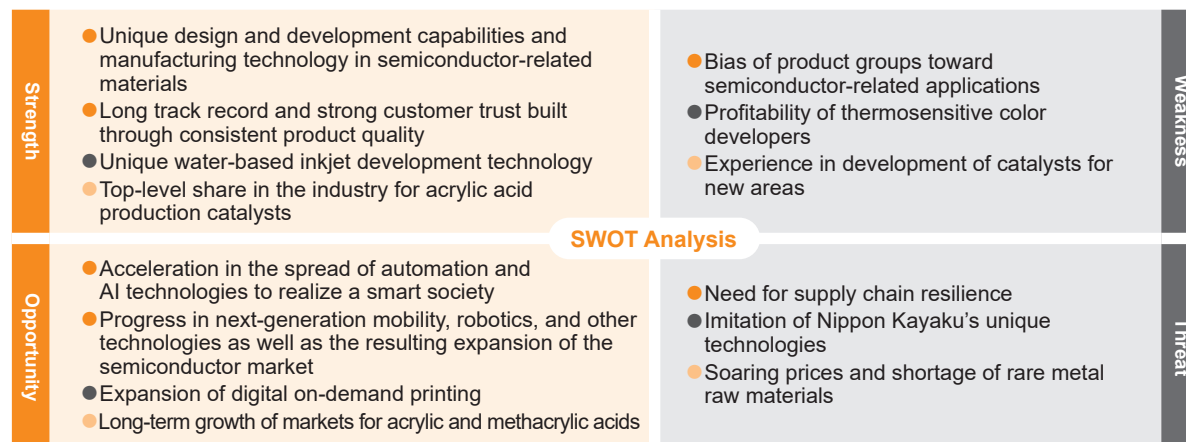 Strength
●Unique design and development capabilities and
manufacturing technology in semiconductor-related
materials
●Long track record and strong customer trust built
through consistent product quality
●Unique water-based inkjet development technology
●Top-level share in the industry for acrylic acid
production catalysts
Weakness
●Bias of product groups toward
semiconductor-related applications
●Profitability of thermosensitive color
developers
●Experience in development of catalysts for
new areas
SWOT Analysis
Opportunity
●Acceleration in the spread of automation and
AI technologies to realize a smart society
●Progress in next-generation mobility, robotics, and other
technologies as well as the resulting expansion of the
semiconductor market
●Expansion of digital on-demand printing
●Long-term growth of markets for acrylic and methacrylic acids
Threat
●Need for supply chain resilience
●Imitation of Nippon Kayaku's unique
technologies
●Soaring prices and shortage of rare metal
raw materials